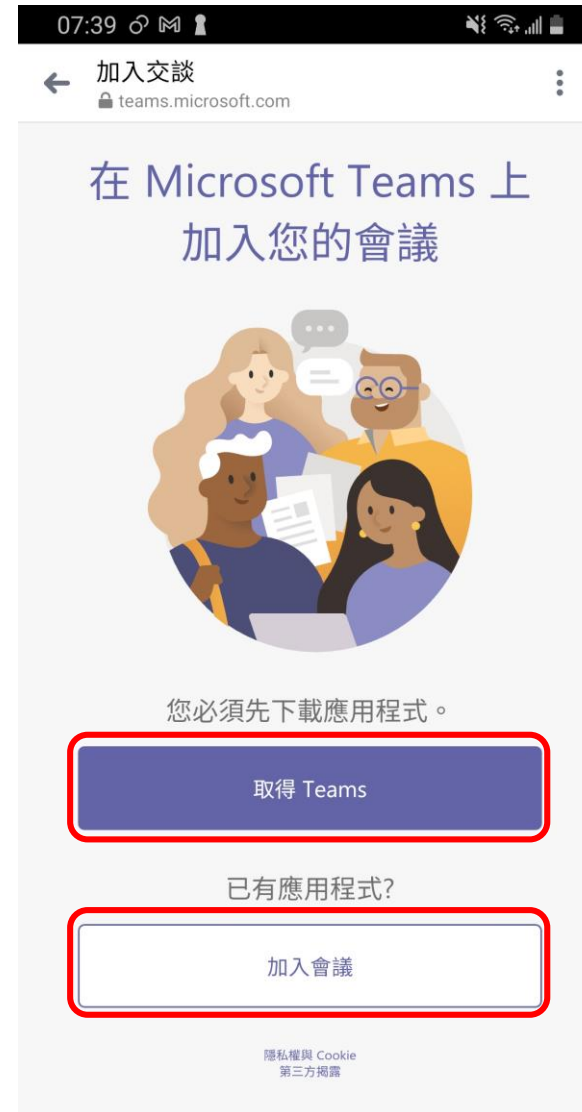 07:39
加入交談
teams.microsoft.com
在 Microsoft Teams 上
加入您的會議
您必須先下載應用程式。
取得 Teams
已有應用程式?
加入會議
隱私權與 Cookie
第三方揭露